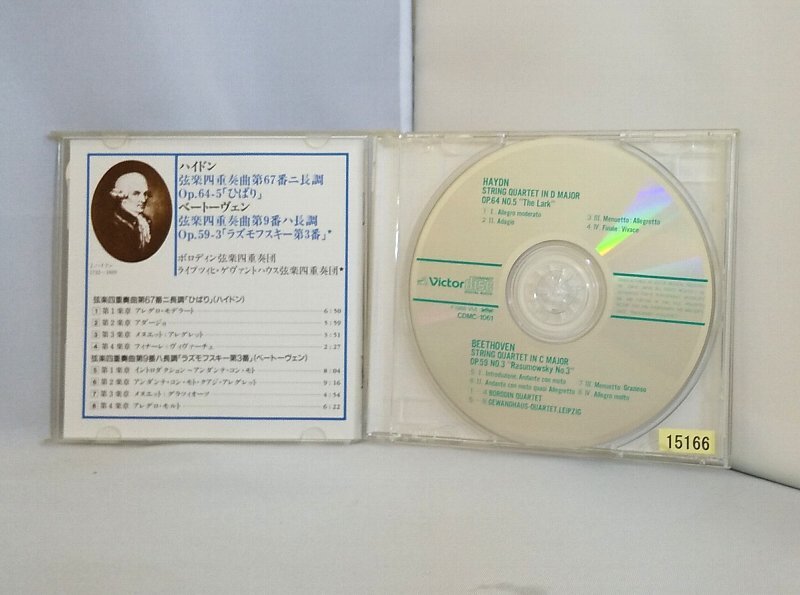 ハイドン
弦楽四重奏曲第67番ニ長調
Op.64-5「ひばり」
ベートーヴェン
弦楽四重奏曲第9番ハ長調
Op.59-3「ラズモフスキー第3番」*
ボロディン弦楽四重奏団
ライプツィヒ・ゲヴァントハウス弦楽四重奏団★
J.ハイドン
1732-1809
弦楽四重奏曲第67番ニ長調「ひばり」(ハイドン)
1 第1楽章 アレグロ・モデラート 6:50
2 第2楽章 アダージョ 5:59
3 第3楽章 メヌエット:アレグレット 3:51
4 第4楽章 フィナーレ・ヴィヴァーチェ 2:27
弦楽四重奏曲第9番ハ長調「ラズモフスキー第3番」(ベートーヴェン)
5 第1楽章 イントロダクション〜アンダンテ・コン・モト 8:04
6 第2楽章 アンダンテ・コン・モト・クアジ・アレグレット 9:16
7 第3楽章 メヌエット:グラツィオーソ 4:54
8 第4楽章 アレグロ・モルト 6:22
HAYDN
STRING QUARTET IN D MAJOR
OP.64 NO.5 "The Lark"
1 I. Allegro moderato
2 II. Adagio
3 III. Menuetto: Allegretto
4 IV. Finale: Vivace
Victor
disc
CDMC-1061
BEETHOVEN
STRING QUARTET IN C MAJOR
OP.59 NO.3 "Rasumowsky No.3"
5 I. Introduzione. Andante con moto
6 II. Andante con moto quasi Allegretto
7 III. Menuetto: Grazioso
8 IV. Allegro molto
BORODIN QUARTET
GEWANDHAUS-QUARTET, LEIPZIG
15166